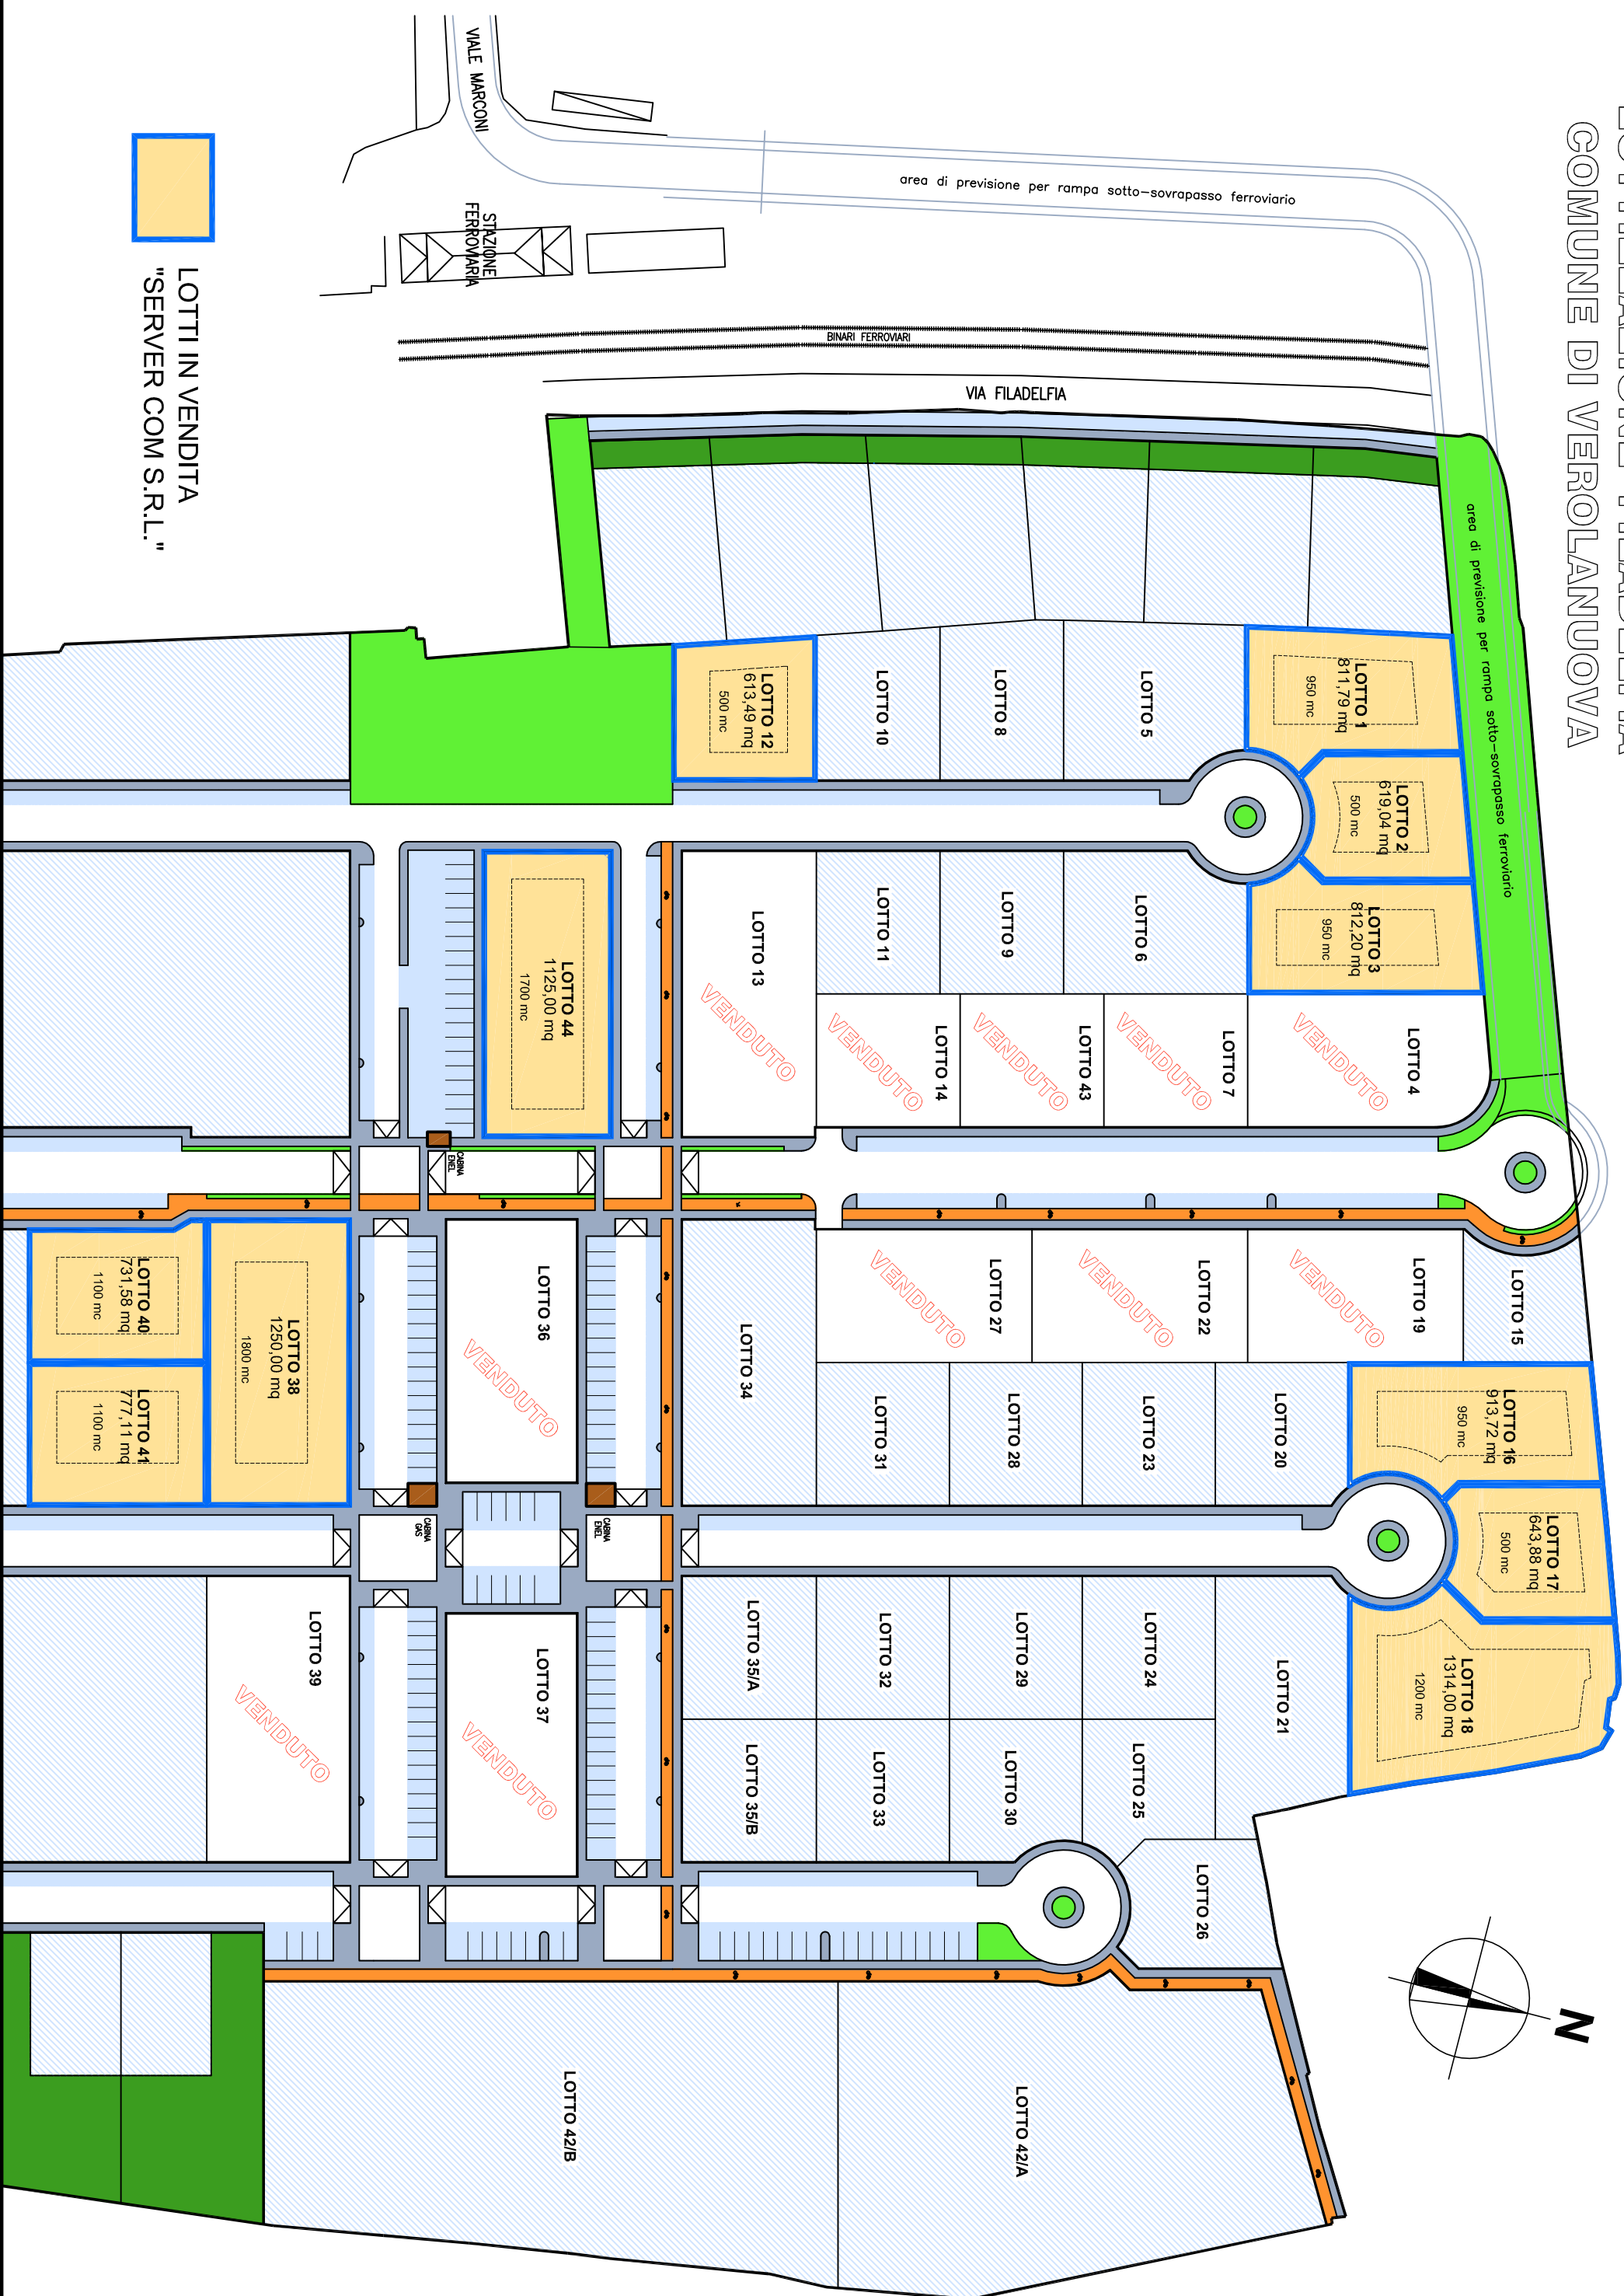 COMUNE DI VEROLANUOVA
VIALE MARCONI
area di previsione per rampa sotto-sovrapasso ferroviario
STAZIONE
FERROVIARIA
BINARI FERROVIARI
VIA FILADELFIA
LOTTI IN VENDITA
"SERVER COM S.R.L."
area di previsione per rampa sotto-sovrapasso ferroviario
LOTTO 1
811,79 mq
950 mc
LOTTO 5
LOTTO 8
LOTTO 10
LOTTO 12
613,49 mq
500 mc
LOTTO 2
619,04 mq
500 mc
LOTTO 3
812,20 mq
950 mc
LOTTO 6
LOTTO 9
LOTTO 11
LOTTO 13
VENDUTO
LOTTO 44
1125,00 mq
1700 mc
LOTTO 4
VENDUTO
LOTTO 7
VENDUTO
LOTTO 43
VENDUTO
LOTTO 14
VENDUTO
CABINA
ENEL
LOTTO 15
LOTTO 19
VENDUTO
LOTTO 22
VENDUTO
LOTTO 27
VENDUTO
LOTTO 34
LOTTO 36
VENDUTO
LOTTO 38
1250,00 mq
1800 mc
LOTTO 40
731,58 mq
1100 mc
LOTTO 41
777,11 mq
1100 mc
LOTTO 16
913,72 mq
950 mc
LOTTO 20
LOTTO 23
LOTTO 28
LOTTO 31
LOTTO 17
643,88 mq
500 mc
CABINA
ENEL
CABINA
GAS
LOTTO 18
1314,00 mq
1200 mc
LOTTO 21
LOTTO 24
LOTTO 29
LOTTO 32
LOTTO 35/A
LOTTO 37
VENDUTO
LOTTO 39
VENDUTO
LOTTO 25
LOTTO 30
LOTTO 33
LOTTO 35/B
LOTTO 26
N
LOTTO 42/A
LOTTO 42/B